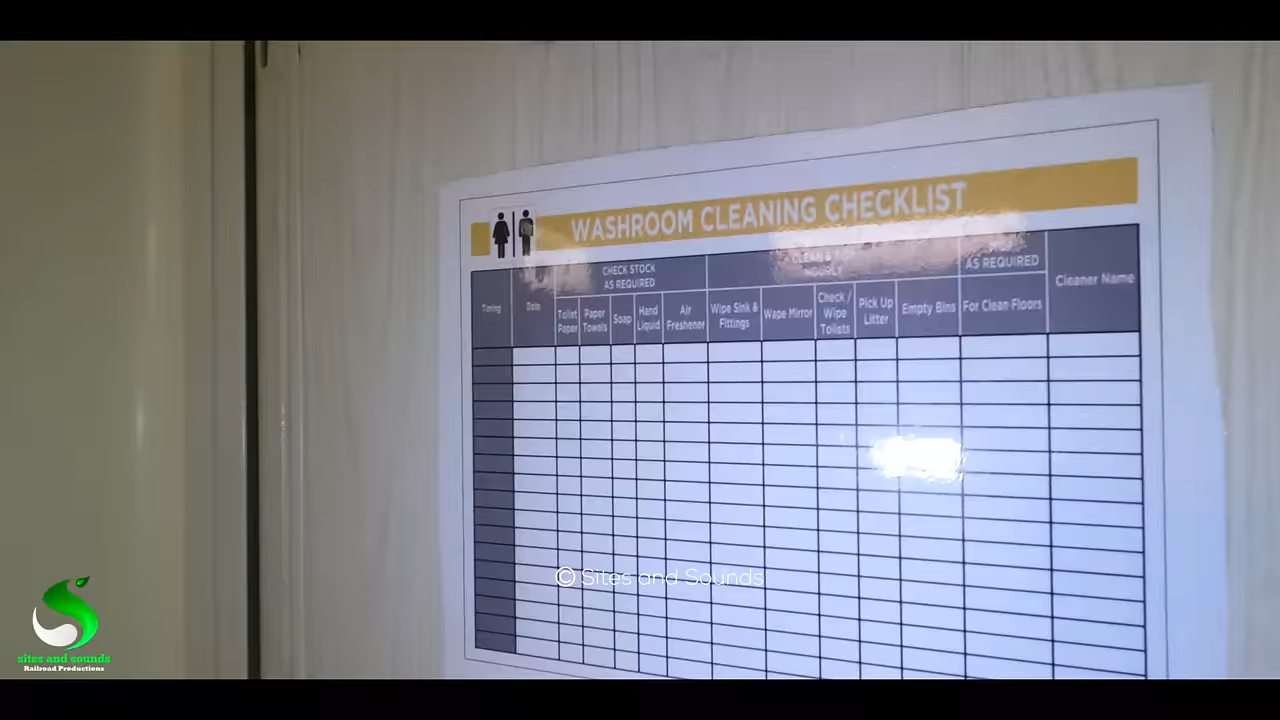 WASHROOM CLEANING CHECKLIST
Timing
Date
CHECK STOCK
AS REQUIRED
HOURLY
AS REQUIRED
Cleaner Name
Toilet
Paper
Paper
Towels
Soap
Hand
Liquid
Air
Freshener
Wipe Sink &
Fittings
Wape Mirror
Check /
Wipe
Toilets
Pick Up
Litter
Empty Bins
For Clean Floors
© Sites and Sounds
sites and sounds
Railroad Productions